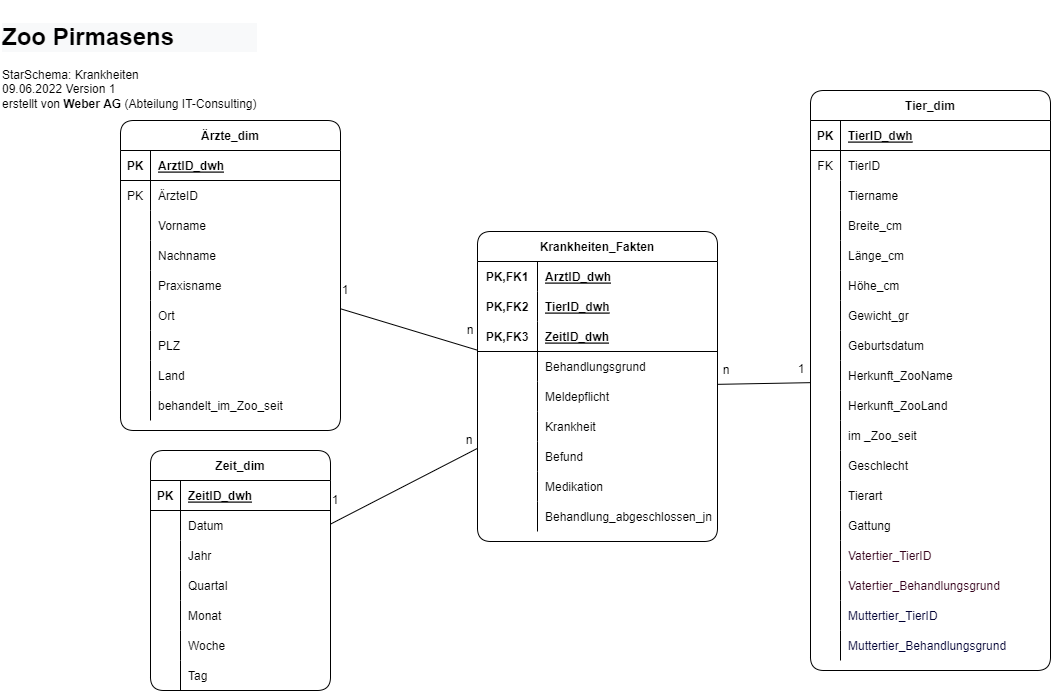 Zoo Pirmasens
StarSchema: Krankheiten
09.06.2022 Version 1
erstellt von Weber AG (Abteilung IT-Consulting)
Ärzte_dim
PK ArztID_dwh
PK ÄrzteID
Vorname
Nachname
Praxisname
Ort
PLZ
Land
behandelt_im_Zoo_seit
1
n
Zeit_dim
PK ZeitID_dwh
Datum
Jahr
Quartal
Monat
Woche
Tag
1
n
Krankheiten_Fakten
PK,FK1 ArztID_dwh
PK,FK2 TierID_dwh
PK,FK3 ZeitID_dwh
Behandlungsgrund
Meldepflicht
Krankheit
Befund
Medikation
Behandlung_abgeschlossen_jn
n
1
Tier_dim
PK TierID_dwh
FK TierID
Tiername
Breite_cm
Länge_cm
Höhe_cm
Gewicht_gr
Geburtsdatum
Herkunft_ZooName
Herkunft_ZooLand
im _Zoo_seit
Geschlecht
Tierart
Gattung
Vatertier_TierID
Vatertier_Behandlungsgrund
Muttertier_TierID
Muttertier_Behandlungsgrund